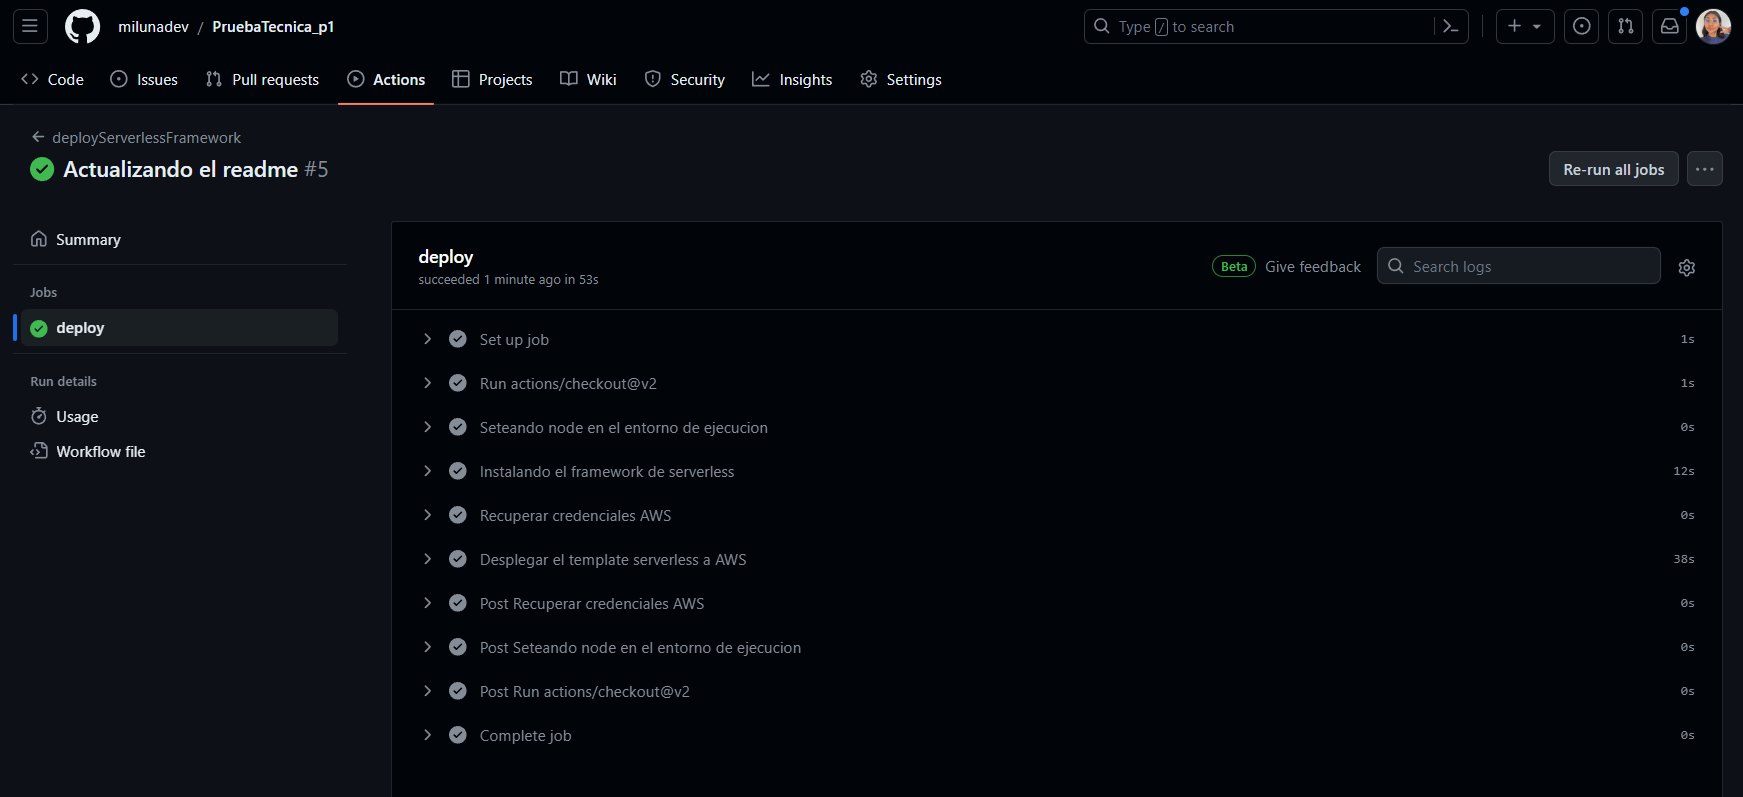 milunadev / PruebaTecnica_p1
Type / to search
Code
Issues
Pull requests
Actions
Projects
Wiki
Security
Insights
Settings
deployServerlessFramework
Actualizando el readme #5
Re-run all jobs
Summary
Jobs
deploy
Run details
Usage
Workflow file
deploy
succeeded 1 minute ago in 53s
Beta
Give feedback
Search logs
Set up job 1s
Run actions/checkout@v2 1s
Seteando node en el entorno de ejecucion 0s
Instalando el framework de serverless 12s
Recuperar credenciales AWS 0s
Desplegar el template serverless a AWS 38s
Post Recuperar credenciales AWS 0s
Post Seteando node en el entorno de ejecucion 0s
Post Run actions/checkout@v2 0s
Complete job 0s